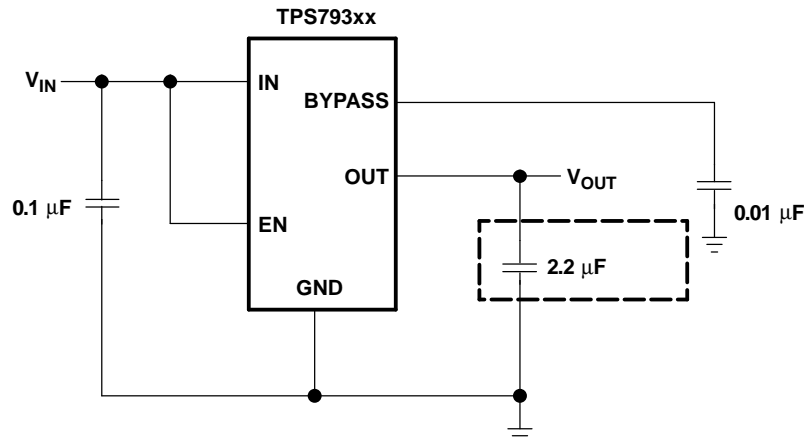 TPS793xx
VIN
IN
BYPASS
OUT
VOUT
0.1 μF
EN
0.01 μF
2.2 μF
GND